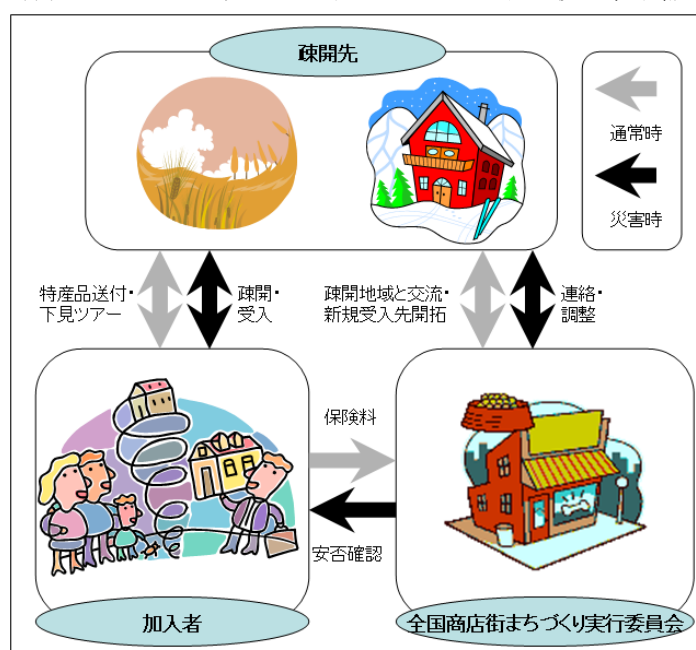 疎開先
通常時
災害時
特産品送付・
下見ツアー
疎開・
受入
疎開地域と交流・
新規受入先開拓
連絡・
調整
保険料
安否確認
加入者
全国商店街まちづくり実行委員会